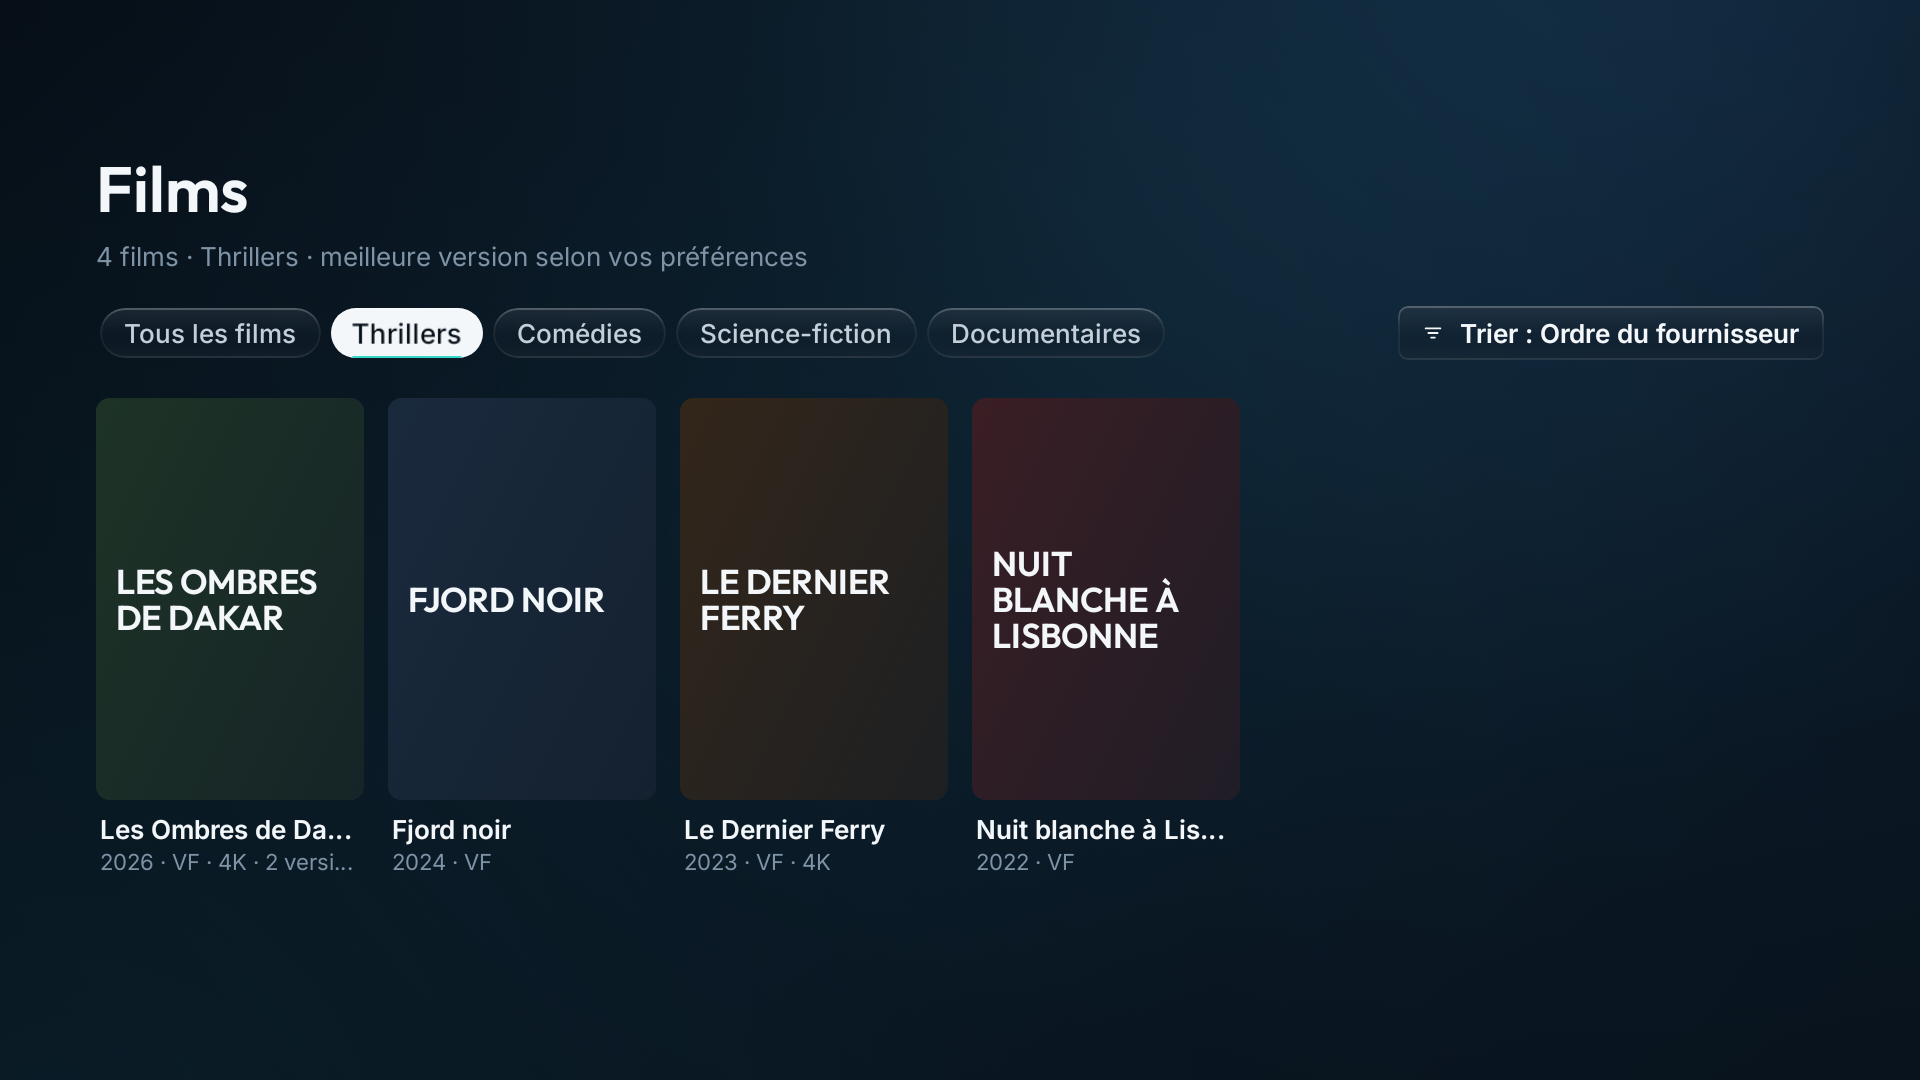 Films
4 films · Thrillers · meilleure version selon vos préférences
Tous les films
Thrillers
Comédies
Science-fiction
Documentaires
Trier : Ordre du fournisseur
LES OMBRES
DE DAKAR
FJORD NOIR
LE DERNIER
FERRY
NUIT
BLANCHE À
LISBONNE
Les Ombres de Da...
2026 · VF · 4K · 2 versi...
Fjord noir
2024 · VF
Le Dernier Ferry
2023 · VF · 4K
Nuit blanche à Lis...
2022 · VF